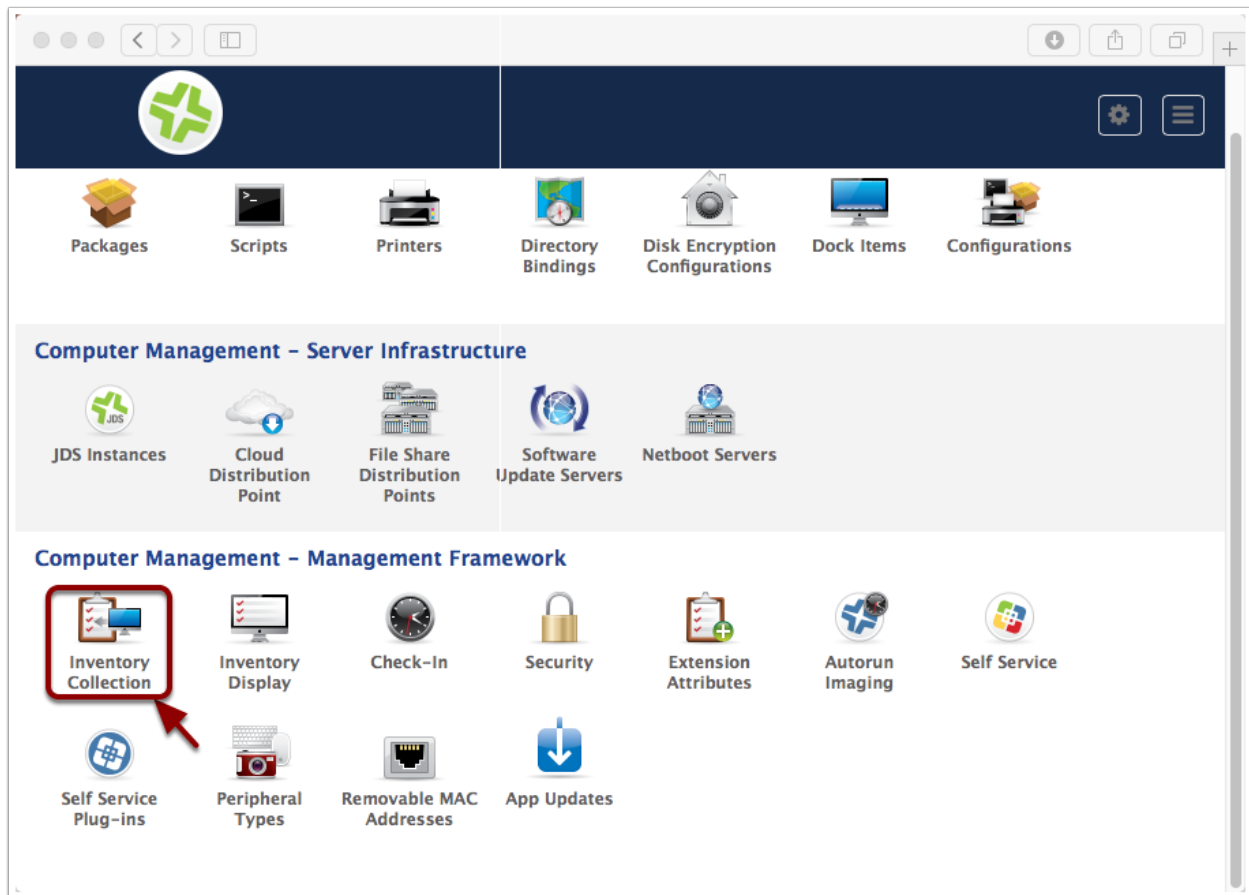 Packages Scripts Printers Directory Bindings Disk Encryption Configurations Dock Items Configurations
Computer Management – Server Infrastructure
JDS
JDS Instances Cloud Distribution Point File Share Distribution Points Software Update Servers Netboot Servers
Computer Management – Management Framework
Inventory Collection Inventory Display Check-In Security Extension Attributes Autorun Imaging Self Service
Self Service Plug-ins Peripheral Types Removable MAC Addresses App Updates